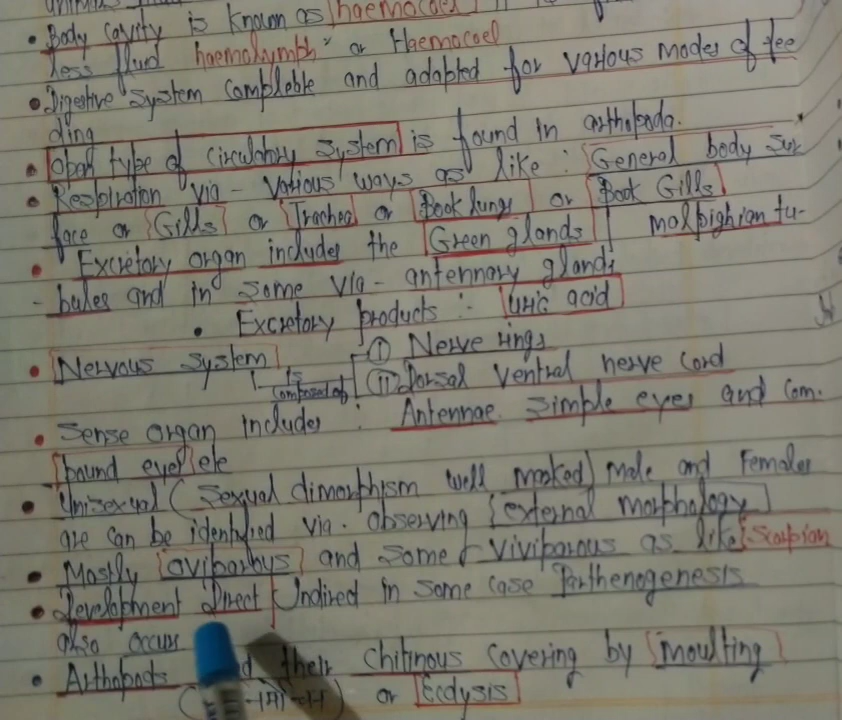 • Body cavity is known as haemocoel
less fluid haemolymph" or Haemocoel
• Digestive system complete and adapted for various modes of fee
ding
• open type of circulatory system is found in arthopoda.
• Respiration via - various ways as like : General body sur
face or Gills or Trachea or Book lungs or Book Gills
• Excretory organ includes the Green glands malpighian tu-
- bules and in some via - antennary glands
• Excretory products :- Uric acid
• Nervous system is composed of (i) Nerve rings
(ii) Dorsal Ventral nerve cord
• Sense organ includes : Antennae. Simple eyes and com.
pound eyes etc
• Unisexual (Sexual dimorphism well marked) Male and Females
are can be identified via. observing external morphology
• Mostly oviparous and some viviparous as like Scorpion
• Development Direct / Indirect in some case Parthenogenesis
also occurs
• Arthopods their chitinous covering by moulting
or Ecdysis